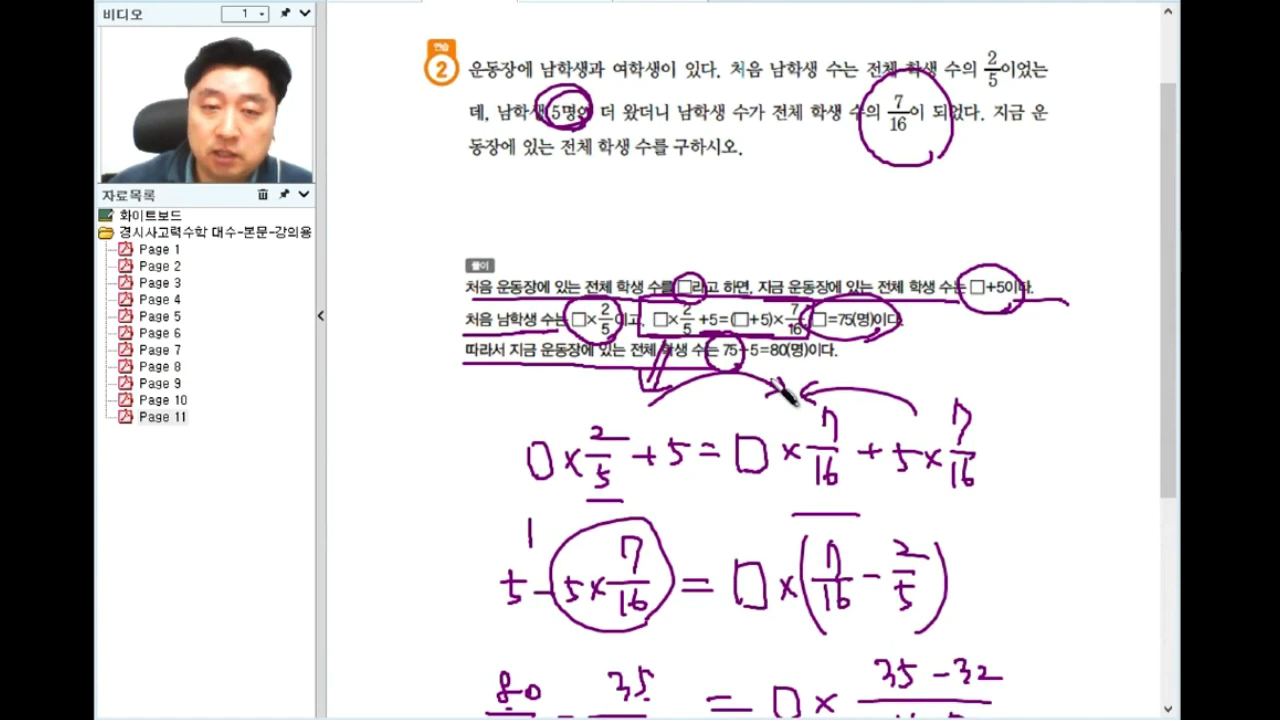 비디오
1
자료목록
화이트보드
경시사고력수학 대수-본문-강의용
Page 1
Page 2
Page 3
Page 4
Page 5
Page 6
Page 7
Page 8
Page 9
Page 10
Page 11
연습
2
운동장에 남학생과 여학생이 있다. 처음 남학생 수는 전체 학생 수의 2/5이었는
데, 남학생 5명이 더 왔더니 남학생 수가 전체 학생 수의 7/16이 되었다. 지금 운
동장에 있는 전체 학생 수를 구하시오.
풀이
처음 운동장에 있는 전체 학생 수를 □라고 하면, 지금 운동장에 있는 전체 학생 수는 □+5이다.
처음 남학생 수는 □×2/5이고, □×2/5+5=(□+5)×7/16, □=75(명)이다.
따라서 지금 운동장에 있는 전체 학생 수는 75+5=80(명)이다.
□×2/5+5=□×7/16+5×7/16
1
5-5×7/16=□×(7/16-2/5)
80 - 35 = □× 35-32